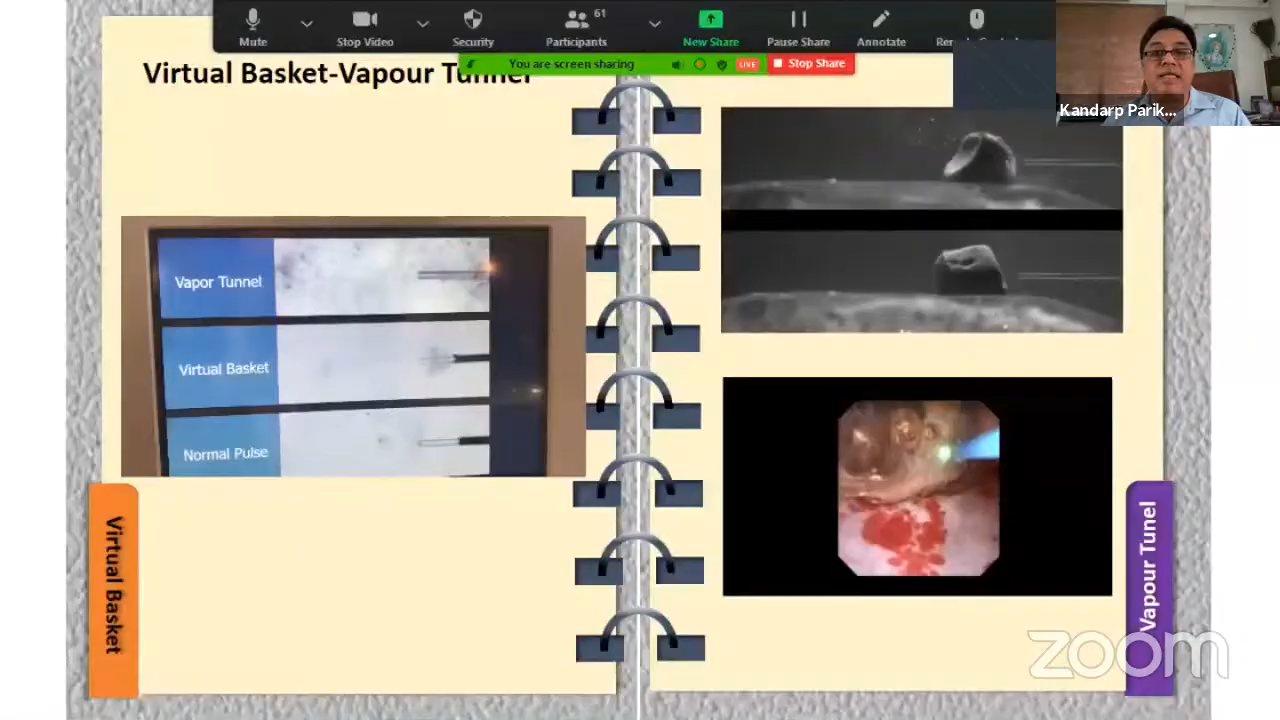 61
Mute
Stop Video
Security
Participants
New Share
Pause Share
Annotate
You are screen sharing
LIVE
Stop Share
Kandarp Parik...
Virtual Basket-Vapour Tunnel
Vapor Tunnel
Virtual Basket
Normal Pulse
Virtual Basket
Vapour Tunel
zoom